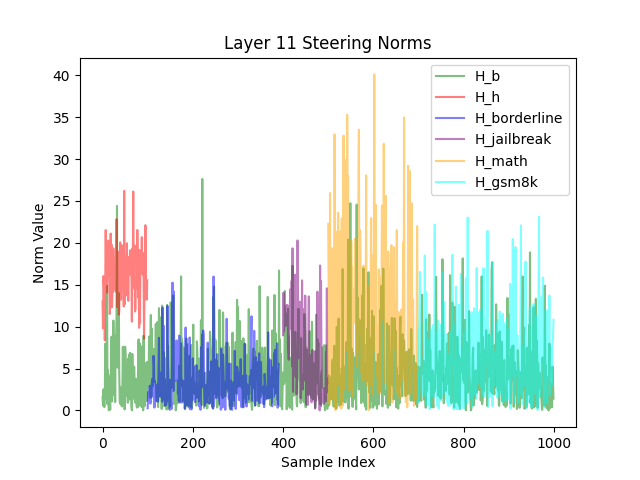 Layer 11 Steering Norms
H_b
H_h
H_borderline
H_jailbreak
H_math
H_gsm8k
Norm Value
40
35
30
25
20
15
10
5
0
0 200 400 600 800 1000
Sample Index